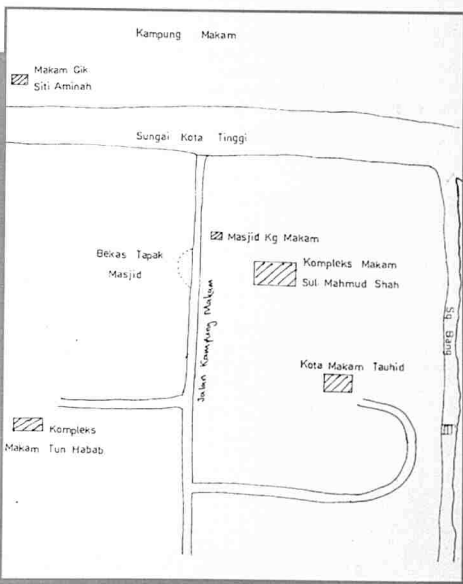 Kampung Makam
Makam Cik
Siti Aminah
Sungai Kota Tinggi
Masjid Kg Makam
Bekas Tapak
Masjid
Kompleks Makam
Sul. Mahmud Shah
Jalan Kampung Makam
Sg Bang
Kota Makam Tauhid
Kompleks
Makam Tun Habab